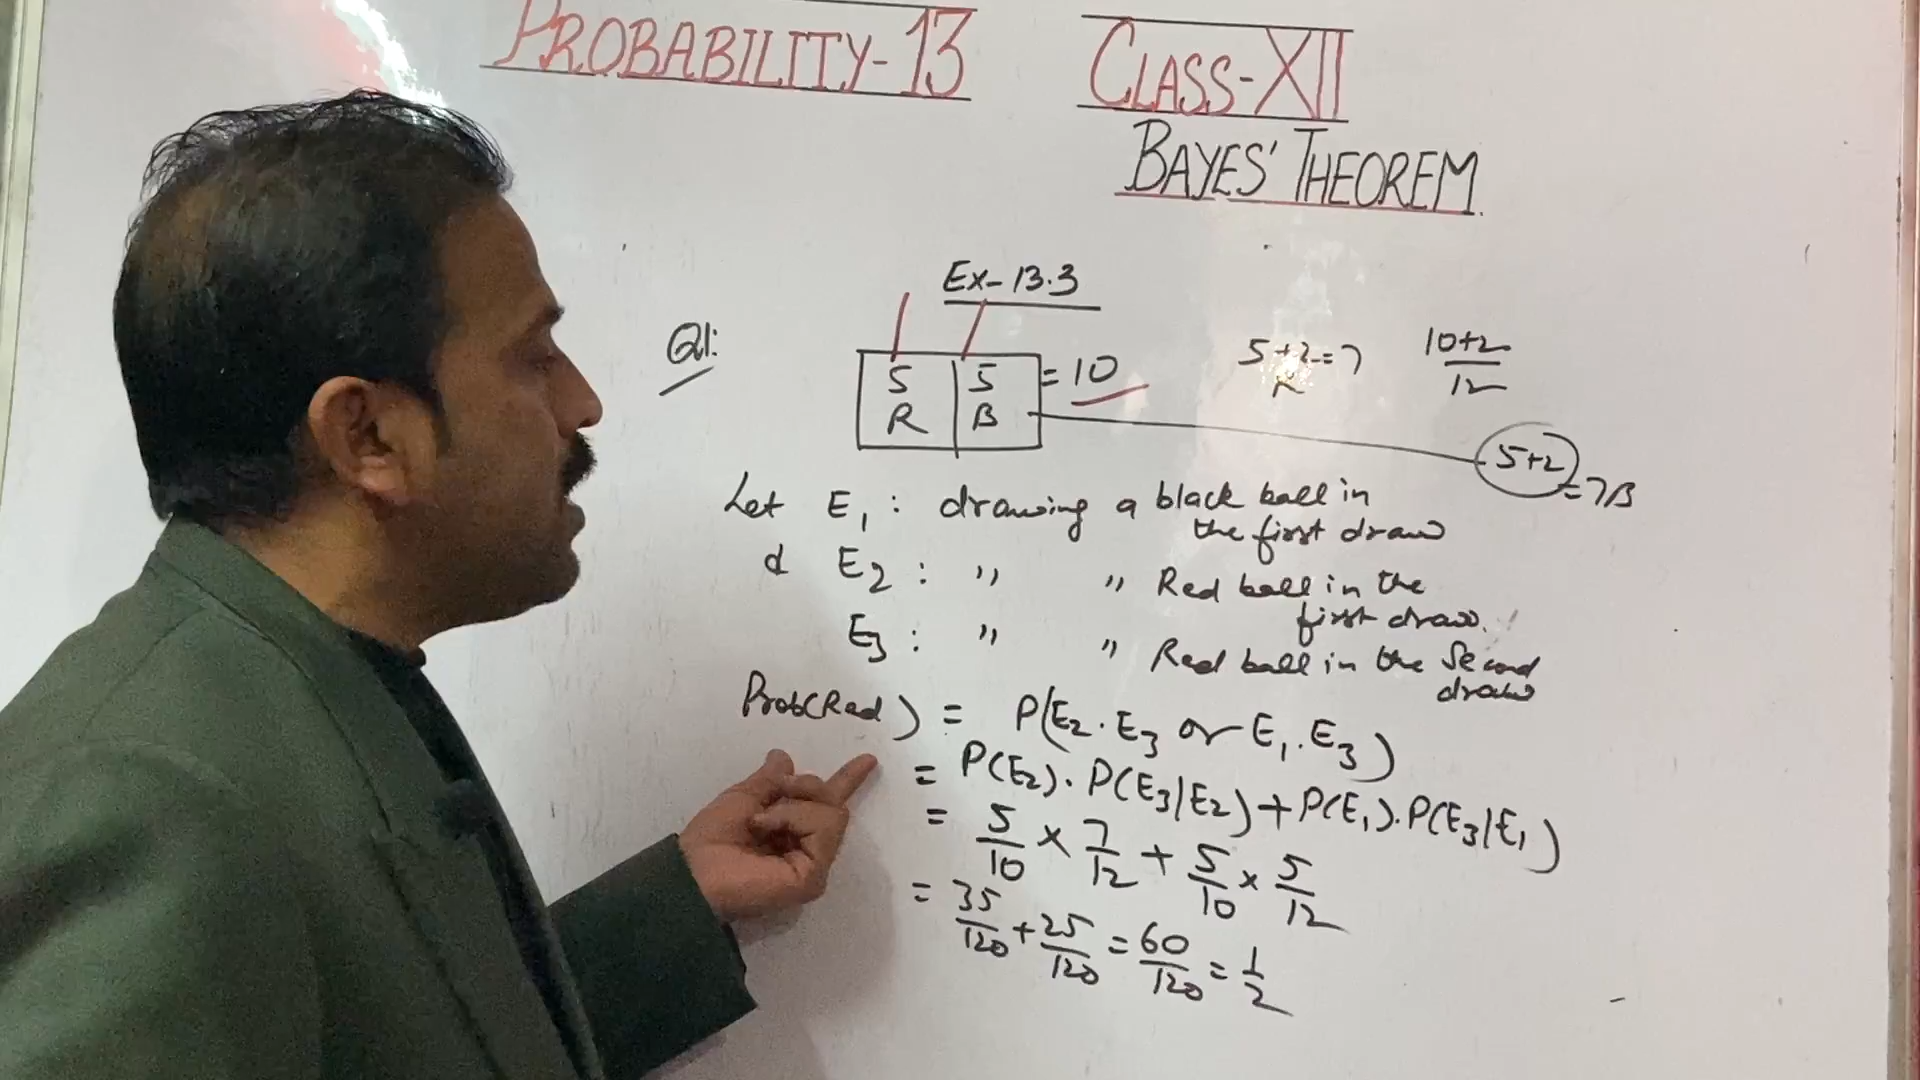 PROBABILITY-13 CLASS-XII
BAYES' THEOREM.
Ex-13.3
Q1:
5 R | 5 B = 10
5+2=7 R
10+2/12
5+2 = 7B
Let E₁ : drawing a black ball in
the first draw
& E₂ : ,, ,, Red ball in the
first draw.
E₃ : ,, ,, Red ball in the Second
draw
Prob(Red) = P(E₂.E₃ or E₁.E₃)
= P(E₂).P(E₃|E₂)+P(E₁).P(E₃|E₁)
= 5/10 × 7/12 + 5/10 × 5/12
= 35/120 + 25/120 = 60/120 = 1/2